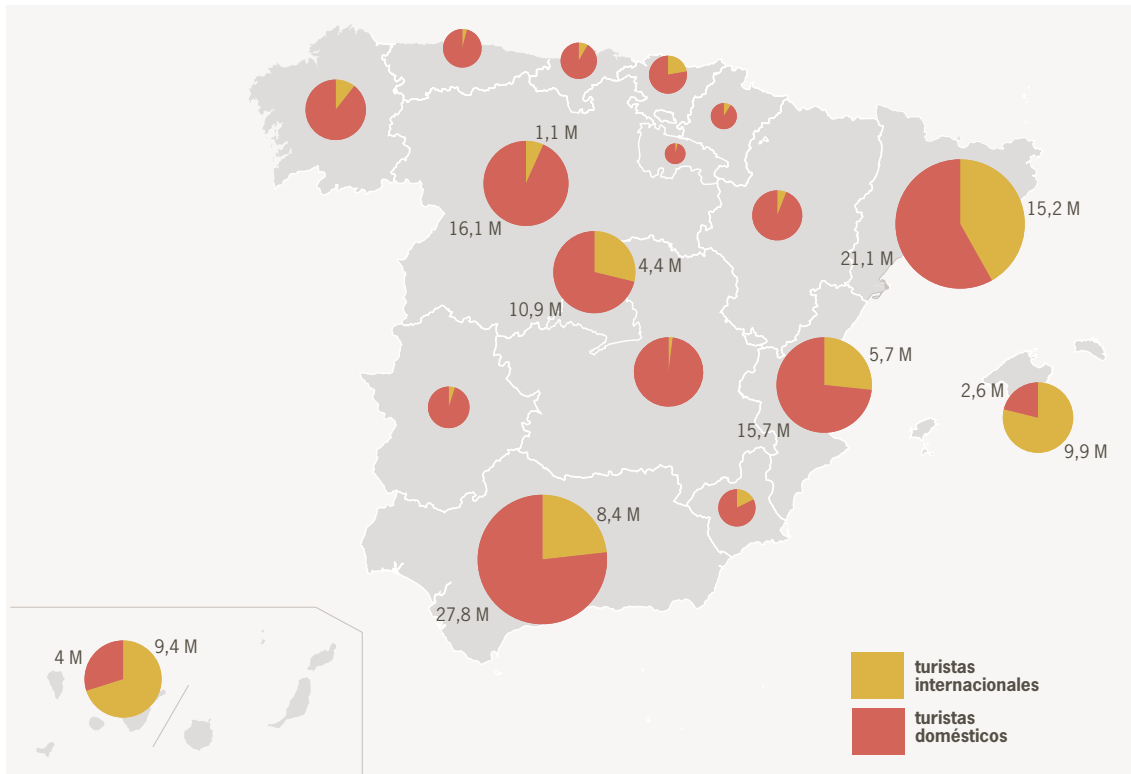 1,1 M
16,1 M
15,2 M
21,1 M
4,4 M
10,9 M
5,7 M
15,7 M
2,6 M
9,9 M
8,4 M
27,8 M
4 M
9,4 M
turistas
internacionales
turistas
domésticos